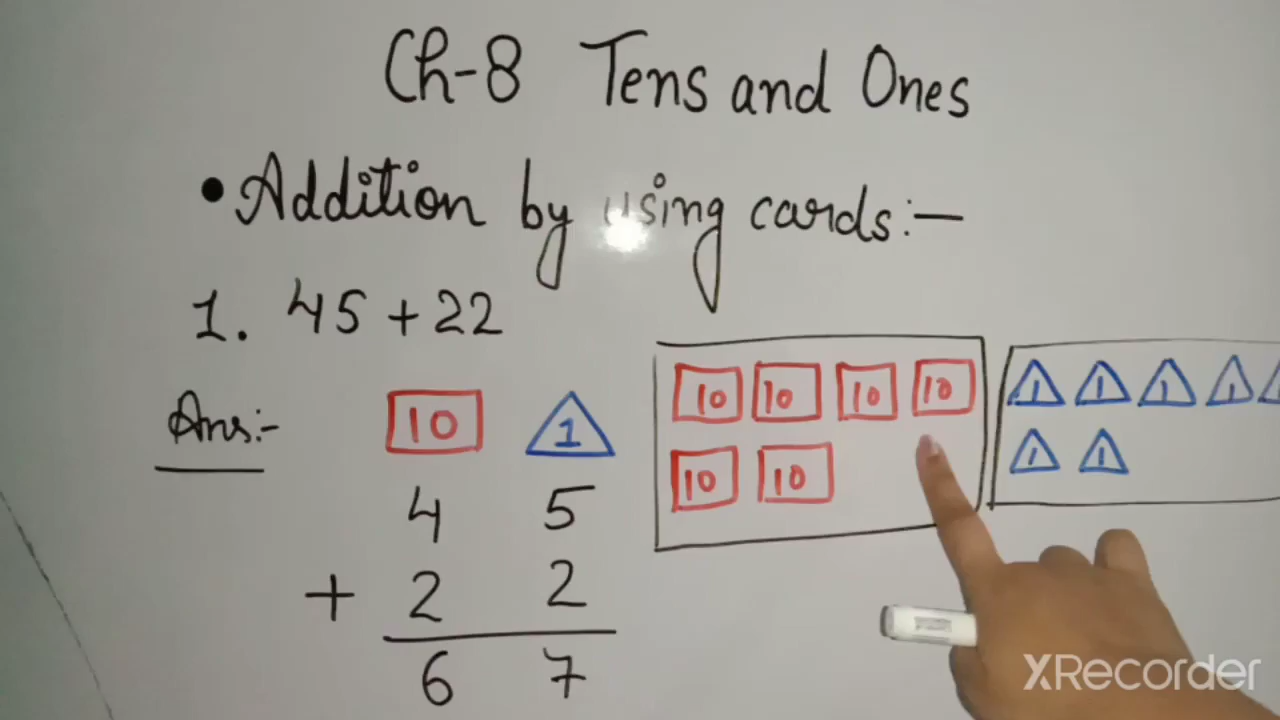 Ch-8 Tens and Ones
• Addition by using cards:—
1. 45 + 22
Ans:-
10 1
4 5
+ 2 2
6 7
10 10 10 10
10 10
1 1 1 1 1
1 1
XRecorder